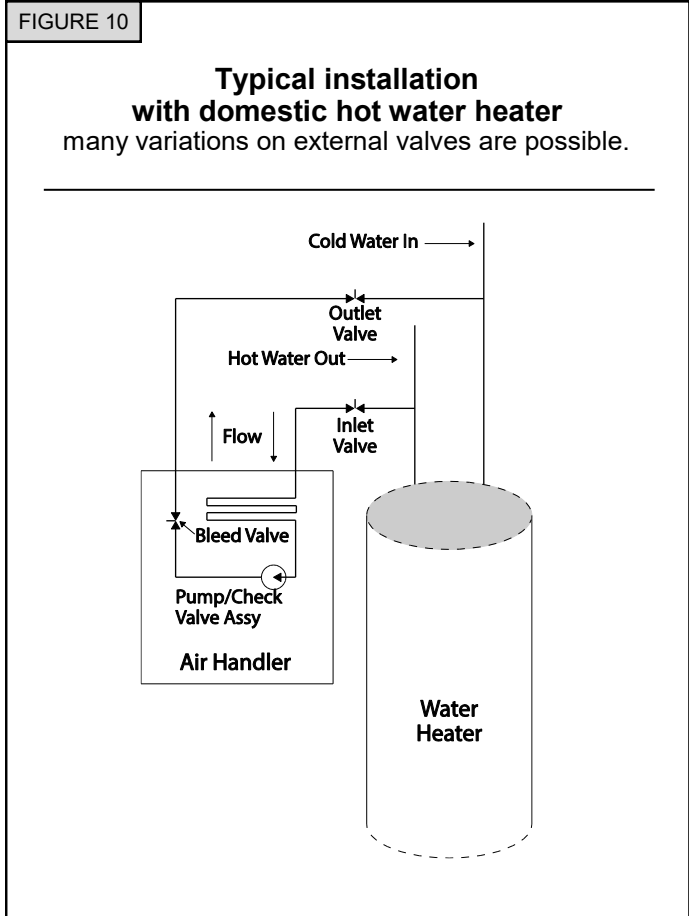 FIGURE 10
Typical installation
with domestic hot water heater
many variations on external valves are possible.
Cold Water In
Outlet
Valve
Hot Water Out
Inlet
Valve
Flow
Bleed Valve
Pump/Check
Valve Assy
Air Handler
Water
Heater